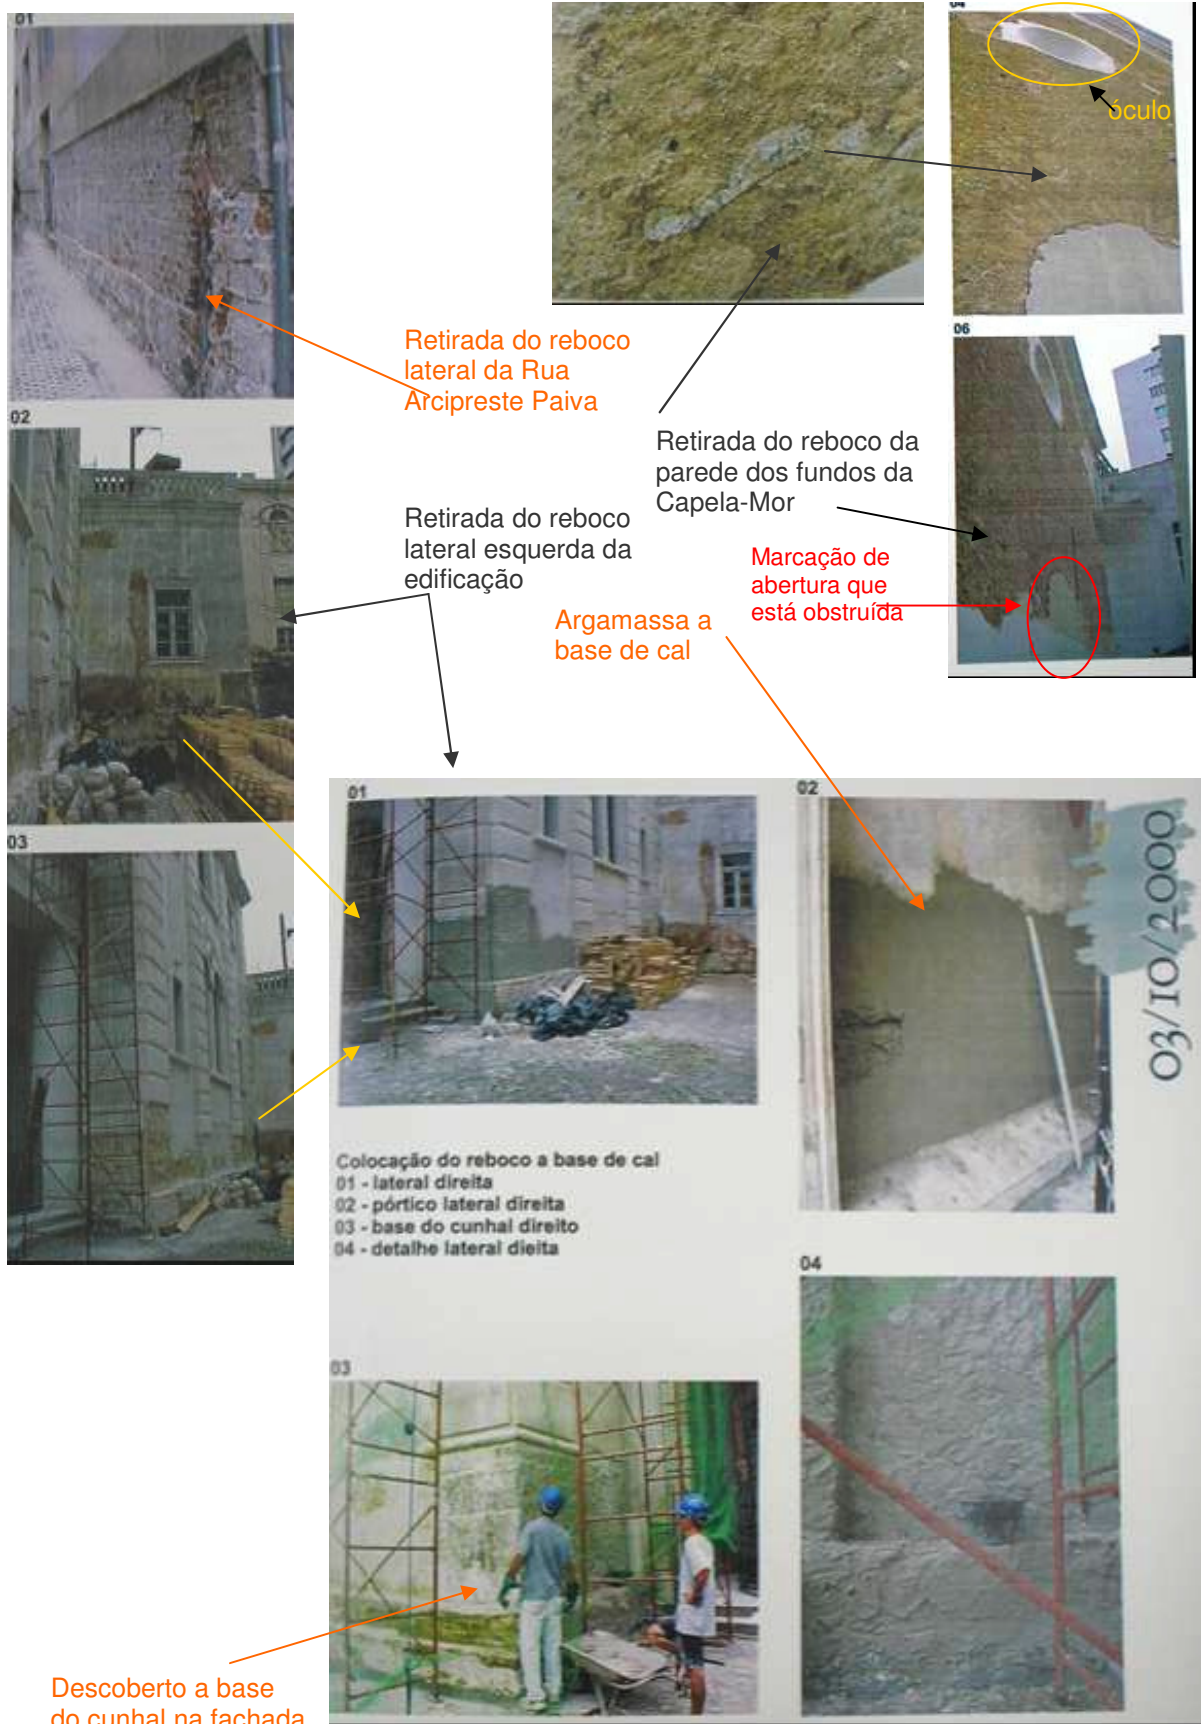 01
04
óculo
Retirada do reboco
lateral da Rua
Arcipreste Paiva
06
02
Retirada do reboco da
parede dos fundos da
Capela-Mor
Retirada do reboco
lateral esquerda da
edificação
Marcação de
abertura que
está obstruída
Argamassa a
base de cal
03
01
02
03/10/2000
Colocação do reboco a base de cal
01 - lateral direita
02 - pórtico lateral direita
03 - base do cunhal direito
04 - detalhe lateral dieita
04
03
Descoberto a base
do cunhal na fachada